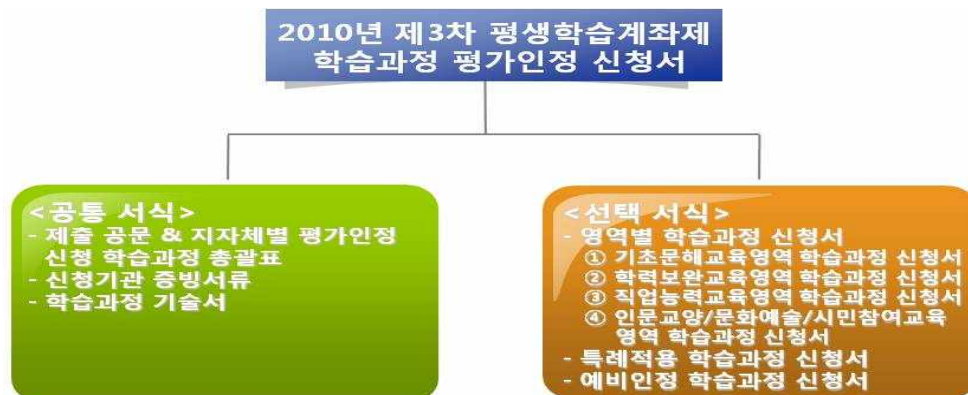 2010년 제3차 평생학습계좌제
학습과정 평가인정 신청서
<공통 서식>
- 제출 공문 & 지자체별 평가인정
신청 학습과정 총괄표
- 신청기관 증빙서류
- 학습과정 기술서
<선택 서식>
- 영역별 학습과정 신청서
① 기초문해교육영역 학습과정 신청서
② 학력보완교육영역 학습과정 신청서
③ 직업능력교육영역 학습과정 신청서
④ 인문교양/문화예술/시민참여교육
영역 학습과정 신청서
- 특례적용 학습과정 신청서
- 예비인정 학습과정 신청서